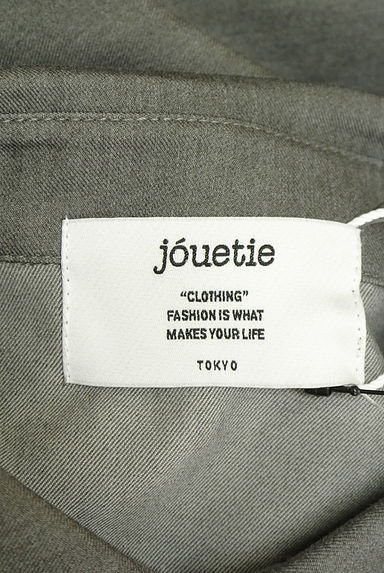 jóuetie
“CLOTHING”
FASHION IS WHAT
MAKES YOUR LIFE
TOKYO